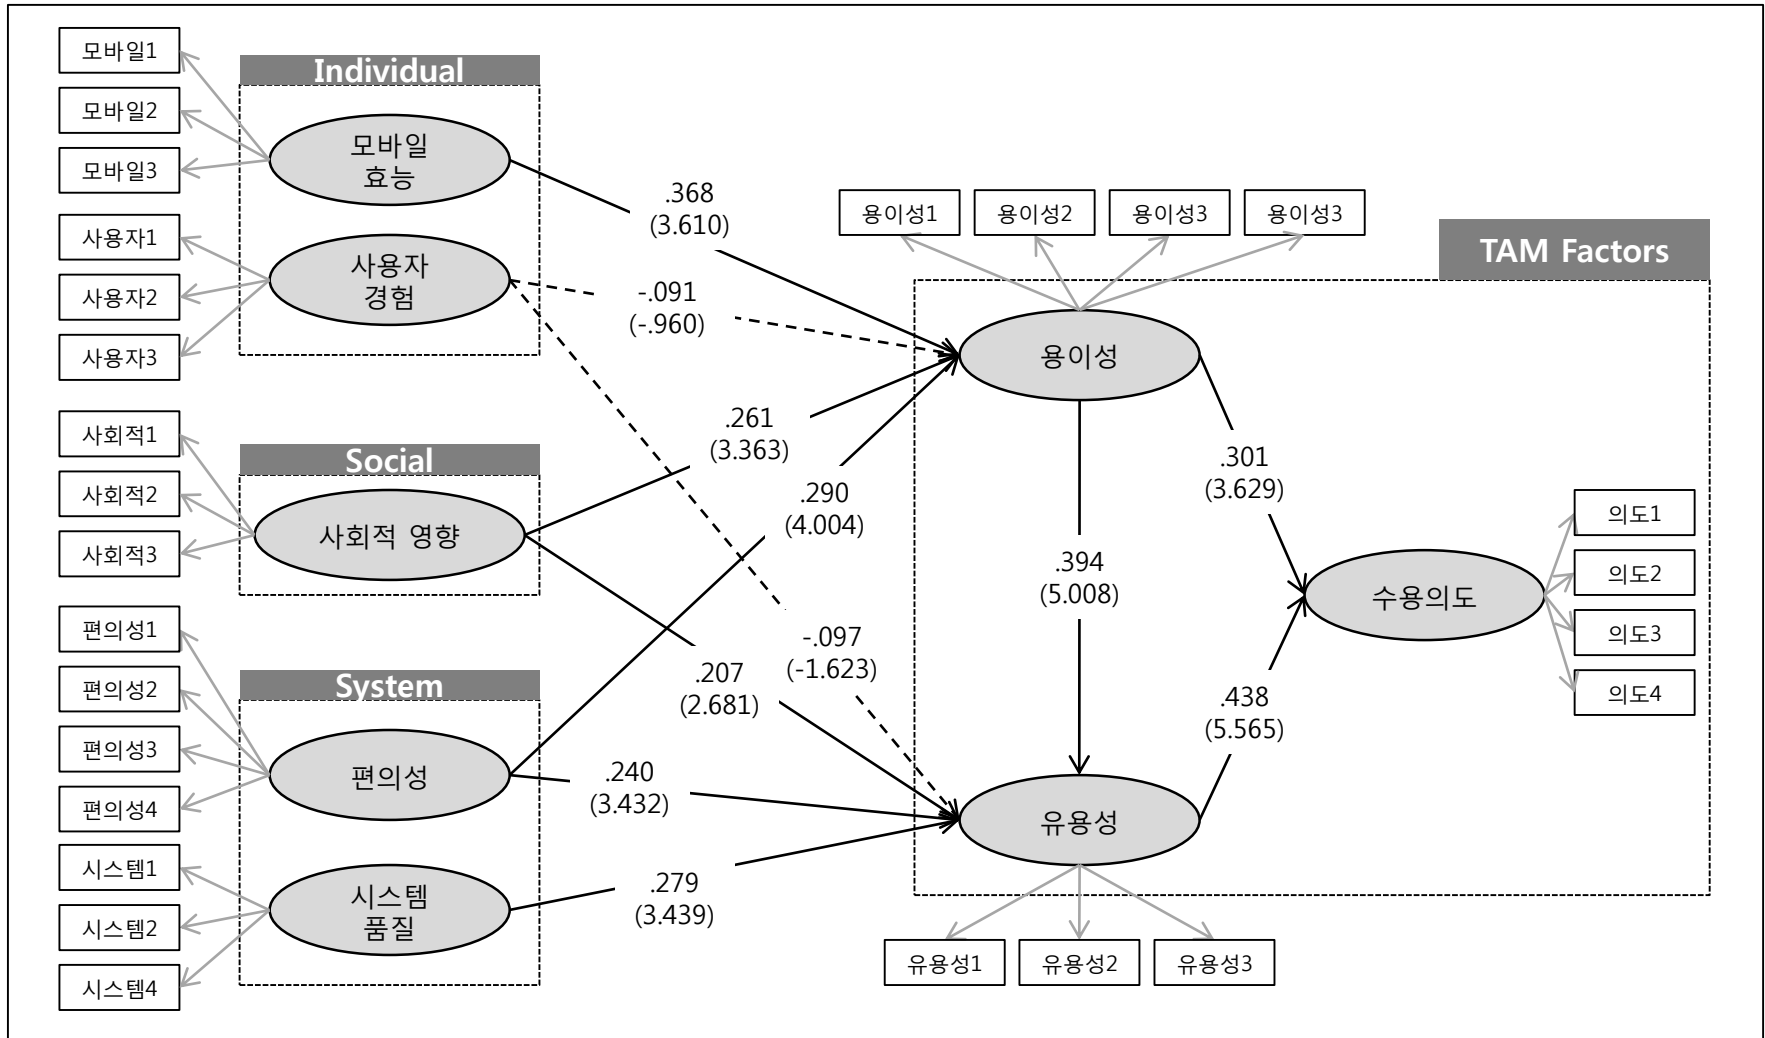 모바일1
모바일2
모바일3
사용자1
사용자2
사용자3
사회적1
사회적2
사회적3
편의성1
편의성2
편의성3
편의성4
시스템1
시스템2
시스템4
Individual
모바일
효능
사용자
경험
Social
사회적 영향
System
편의성
시스템
품질
.368
(3.610)
-.091
(-.960)
.261
(3.363)
.290
(4.004)
-.097
(-1.623)
.207
(2.681)
.240
(3.432)
.279
(3.439)
용이성1
용이성2
용이성3
용이성3
TAM Factors
용이성
.301
(3.629)
.394
(5.008)
수용의도
.438
(5.565)
유용성
의도1
의도2
의도3
의도4
유용성1
유용성2
유용성3